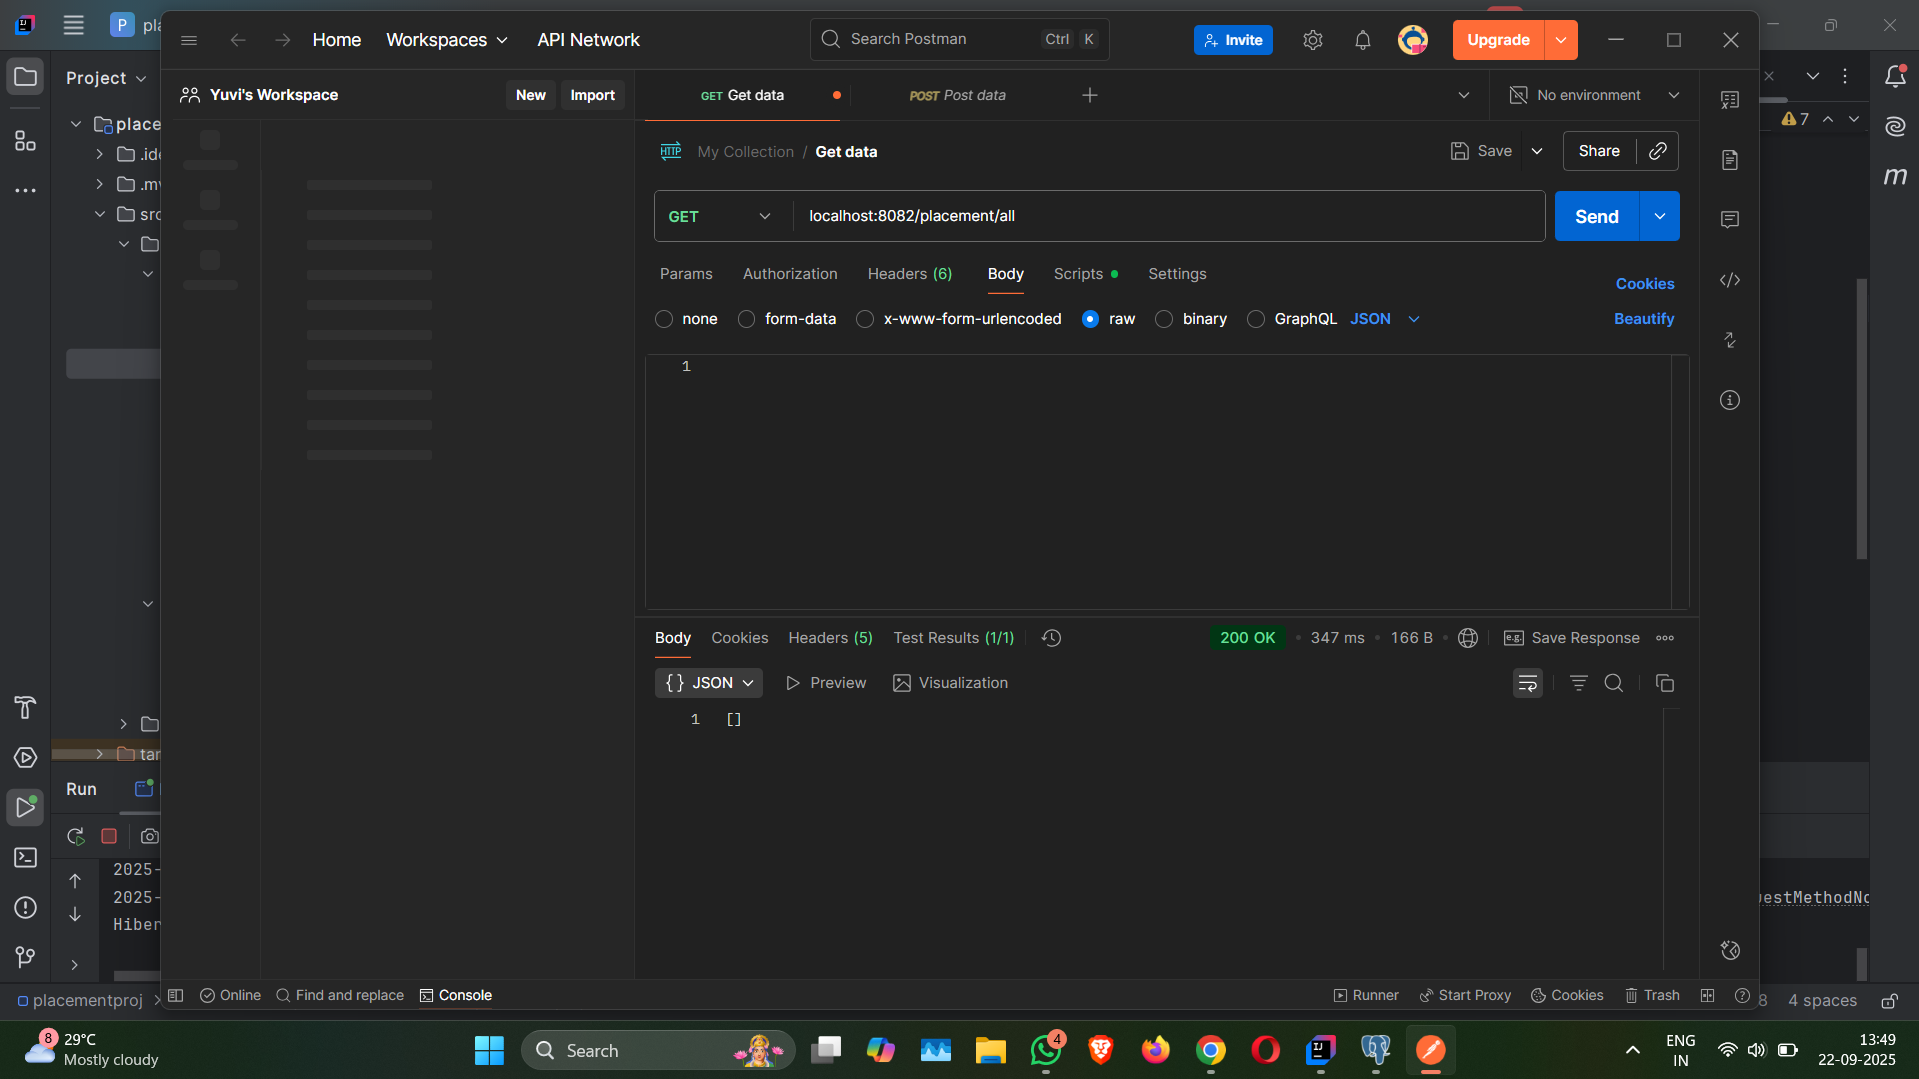 P
Home
Workspaces
API Network
Search Postman
Ctrl
K
Invite
Upgrade
Project
Yuvi's Workspace
New
Import
GET Get data
POST Post data
No environment
7
place
My Collection / Get data
Save
Share
HTTP
GET
localhost:8082/placement/all
Send
m
Params
Authorization
Headers (6)
Body
Scripts
Settings
Cookies
none
form-data
x-www-form-urlencoded
raw
binary
GraphQL
JSON
Beautify
1
Body
Cookies
Headers (5)
Test Results (1/1)
200 OK
347 ms
166 B
e.g.
Save Response
{} JSON
Preview
Visualization
1
[]
Run
2025-
2025-
estMethodNo
Hiber
placementproj
Online
Find and replace
Console
Runner
Start Proxy
Cookies
Trash
8
4 spaces
8
29°C
Mostly cloudy
Search
4
ENG
IN
13:49
22-09-2025